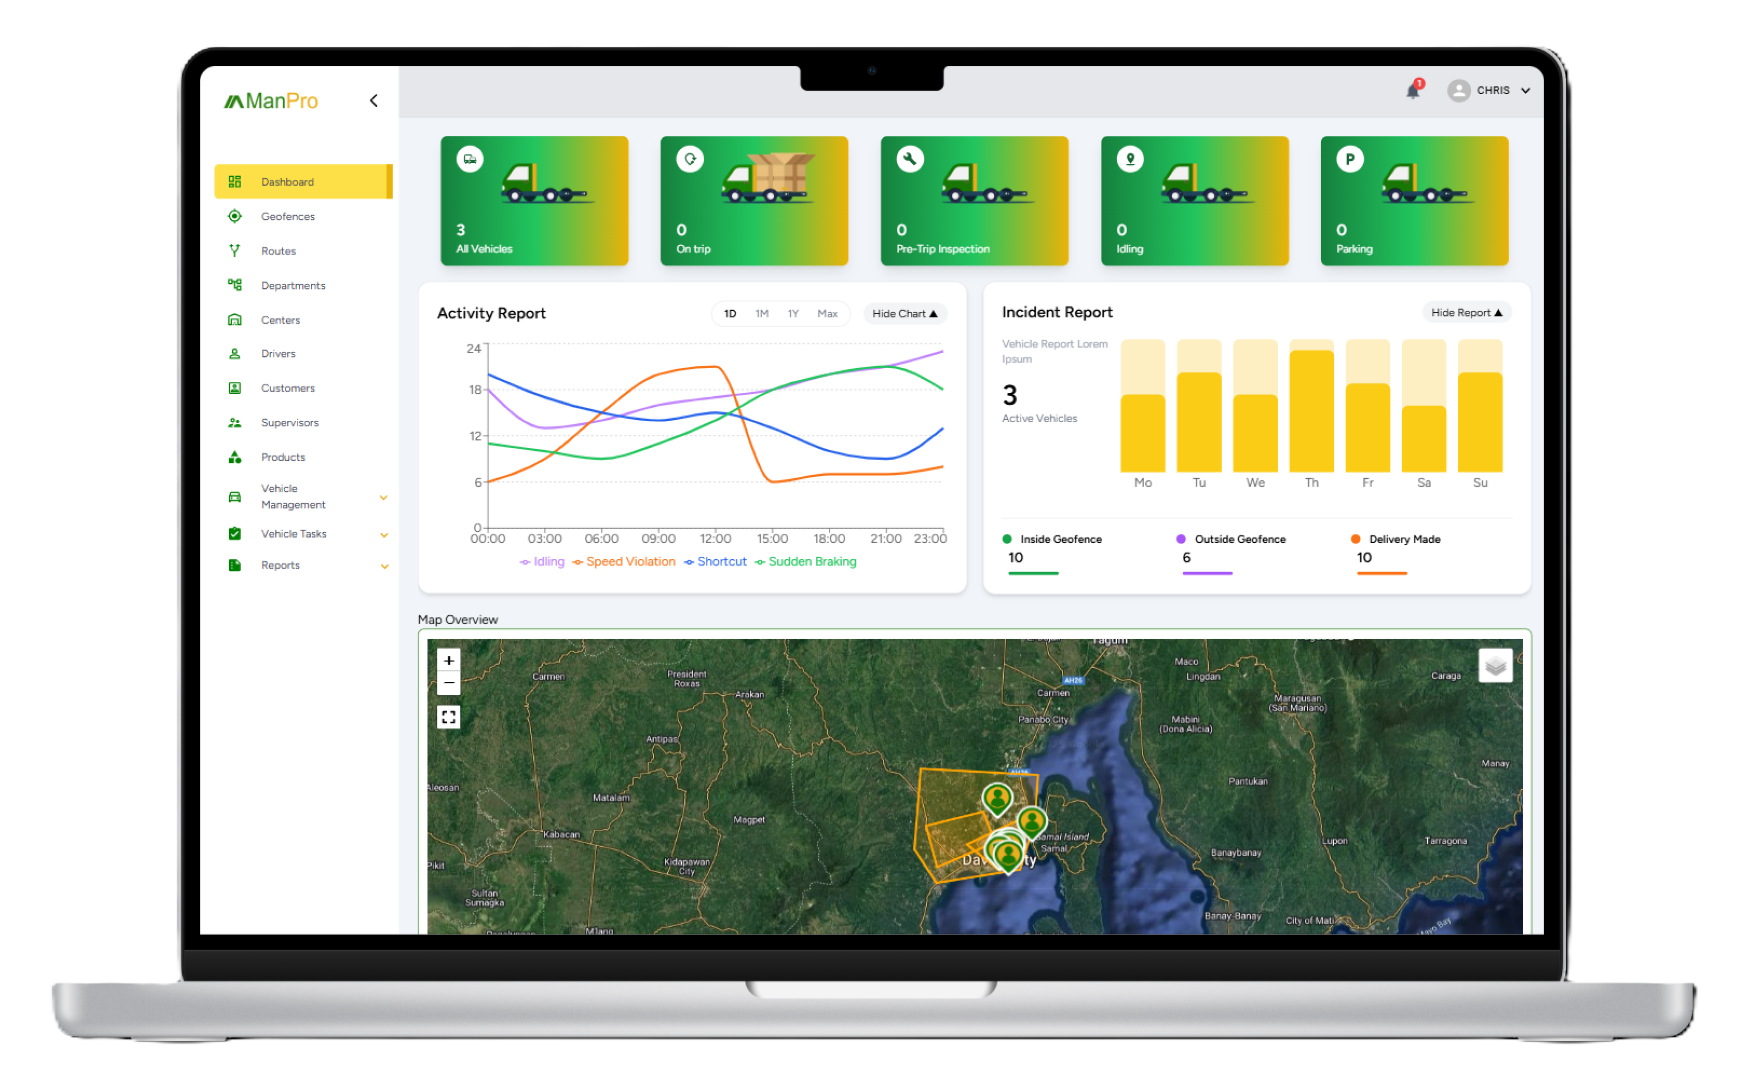 ManPro
1
CHRIS
Dashboard
Geofences
Routes
Departments
Centers
Drivers
Customers
Supervisors
Products
Vehicle
Management
Vehicle Tasks
Reports
3
All Vehicles
0
On trip
0
Pre-Trip Inspection
0
Idling
P
0
Parking
Activity Report
1D 1M 1Y Max
Hide Chart ▲
24
18
12
6
0
00:00 03:00 06:00 09:00 12:00 15:00 18:00 21:00 23:00
Idling Speed Violation Shortcut Sudden Braking
Incident Report
Hide Report ▲
Vehicle Report Lorem
Ipsum
3
Active Vehicles
Mo Tu We Th Fr Sa Su
Inside Geofence
10
Outside Geofence
6
Delivery Made
10
Map Overview
+
−
Tagum
Carmen
President
Roxas
Arakan
AH26
Carmen
Maco
Lingdan
Caraga
Maragusan
(San Mariano)
Panabo City
Mabini
(Dona Alicia)
Antipas
Manay
AH26
Pantukan
Aleosan
Matalam
Magpet
Kabacan
Samal Island
Samal
Lupon
Tarragona
Banaybanay
Pikit
Kidapawan
City
Sultan
Sumagka
Banay-Banay
City of Mati
Mayo Bay
M'lang